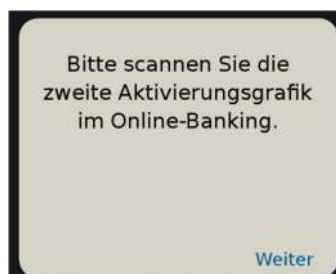 Bitte scannen Sie die
zweite Aktivierungsgrafik
im Online-Banking.
Weiter